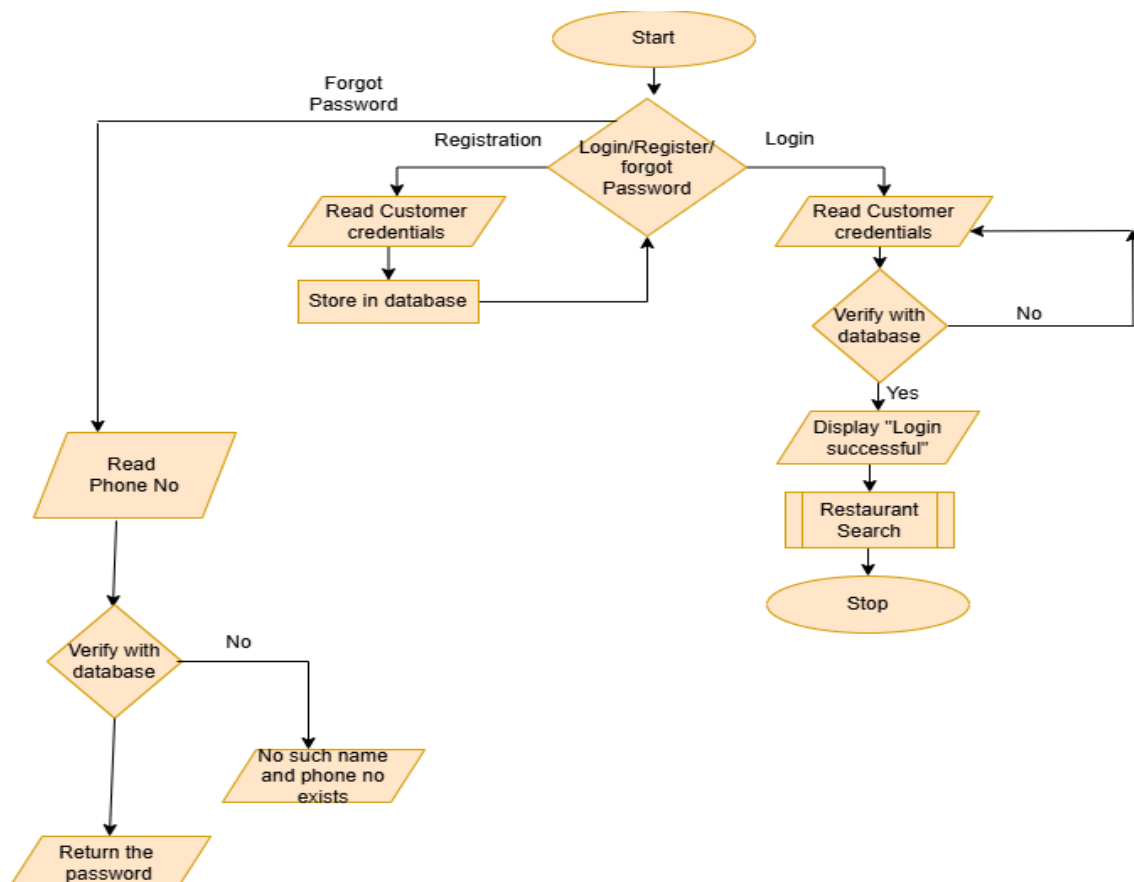 Start
Forgot
Password
Registration
Login/Register/
forgot
Password
Login
Read Customer
credentials
Read Customer
credentials
Store in database
Verify with
database
No
Yes
Display "Login
successful"
Read
Phone No
Restaurant
Search
Stop
Verify with
database
No
No such name
and phone no
exists
Return the
password